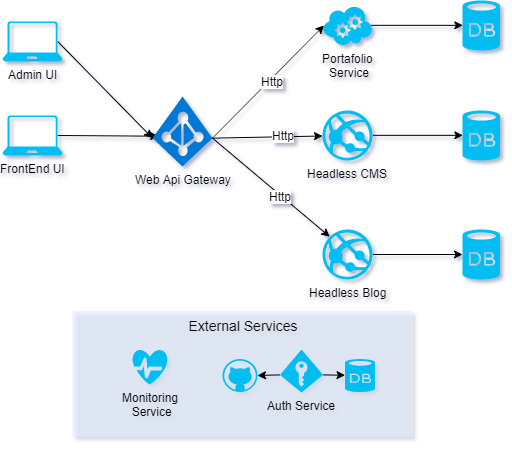 DB
Admin UI
Portafolio
Service
Http
FrontEnd UI
Http
DB
Web Api Gateway
Headless CMS
Http
DB
Headless Blog
External Services
Monitoring
Service
DB
Auth Service